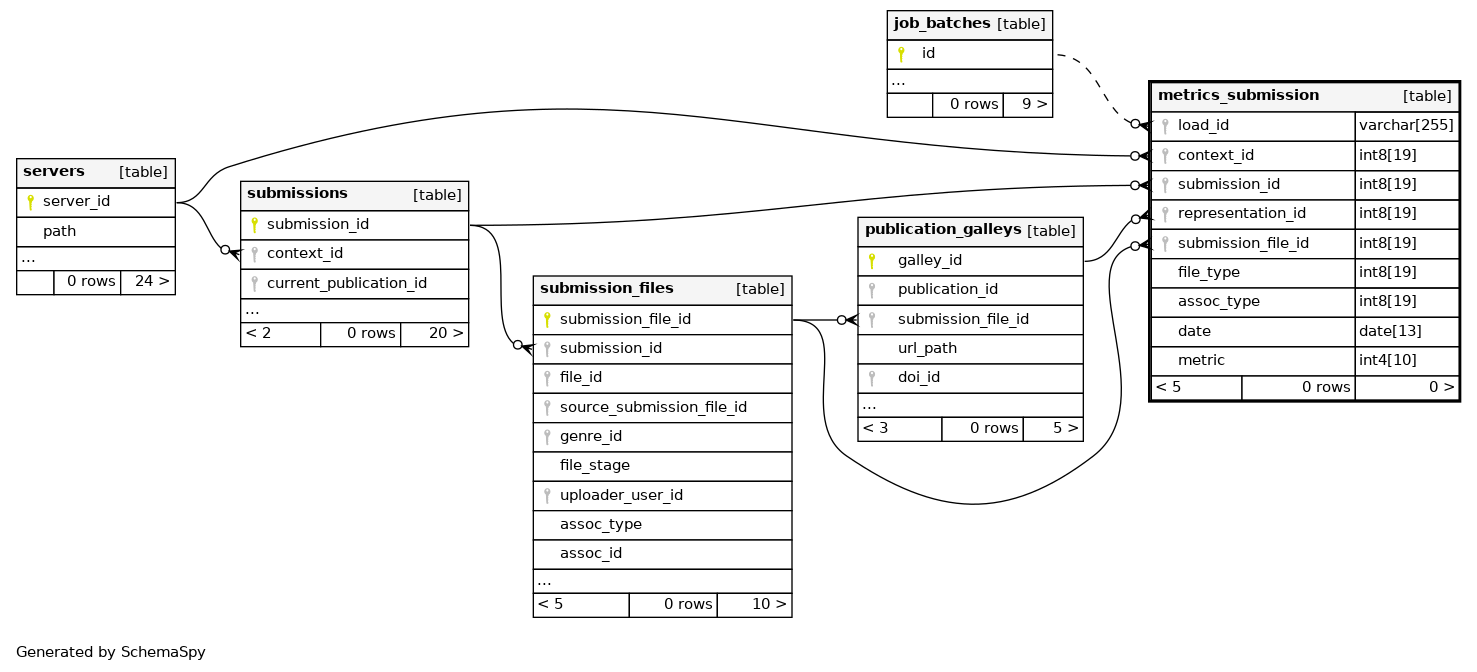 job_batches [table]
id
...
0 rows 9 >
metrics_submission [table]
load_id varchar[255]
context_id int8[19]
submission_id int8[19]
representation_id int8[19]
submission_file_id int8[19]
file_type int8[19]
assoc_type int8[19]
date date[13]
metric int4[10]
< 5 0 rows 0 >
servers [table]
server_id
path
...
0 rows 24 >
submissions [table]
submission_id
context_id
current_publication_id
...
< 2 0 rows 20 >
publication_galleys [table]
galley_id
publication_id
submission_file_id
url_path
doi_id
...
< 3 0 rows 5 >
submission_files [table]
submission_file_id
submission_id
file_id
source_submission_file_id
genre_id
file_stage
uploader_user_id
assoc_type
assoc_id
...
< 5 0 rows 10 >
Generated by SchemaSpy